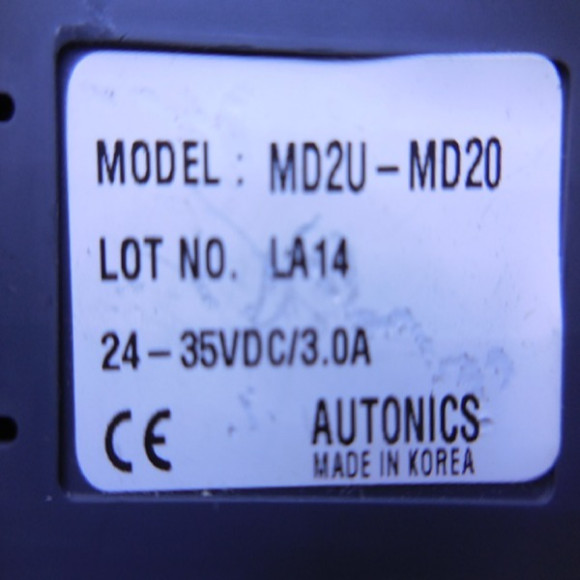 MODEL : MD2U-MD20
LOT NO. LA14
24-35VDC/3.0A
CE AUTONICS
MADE IN KOREA